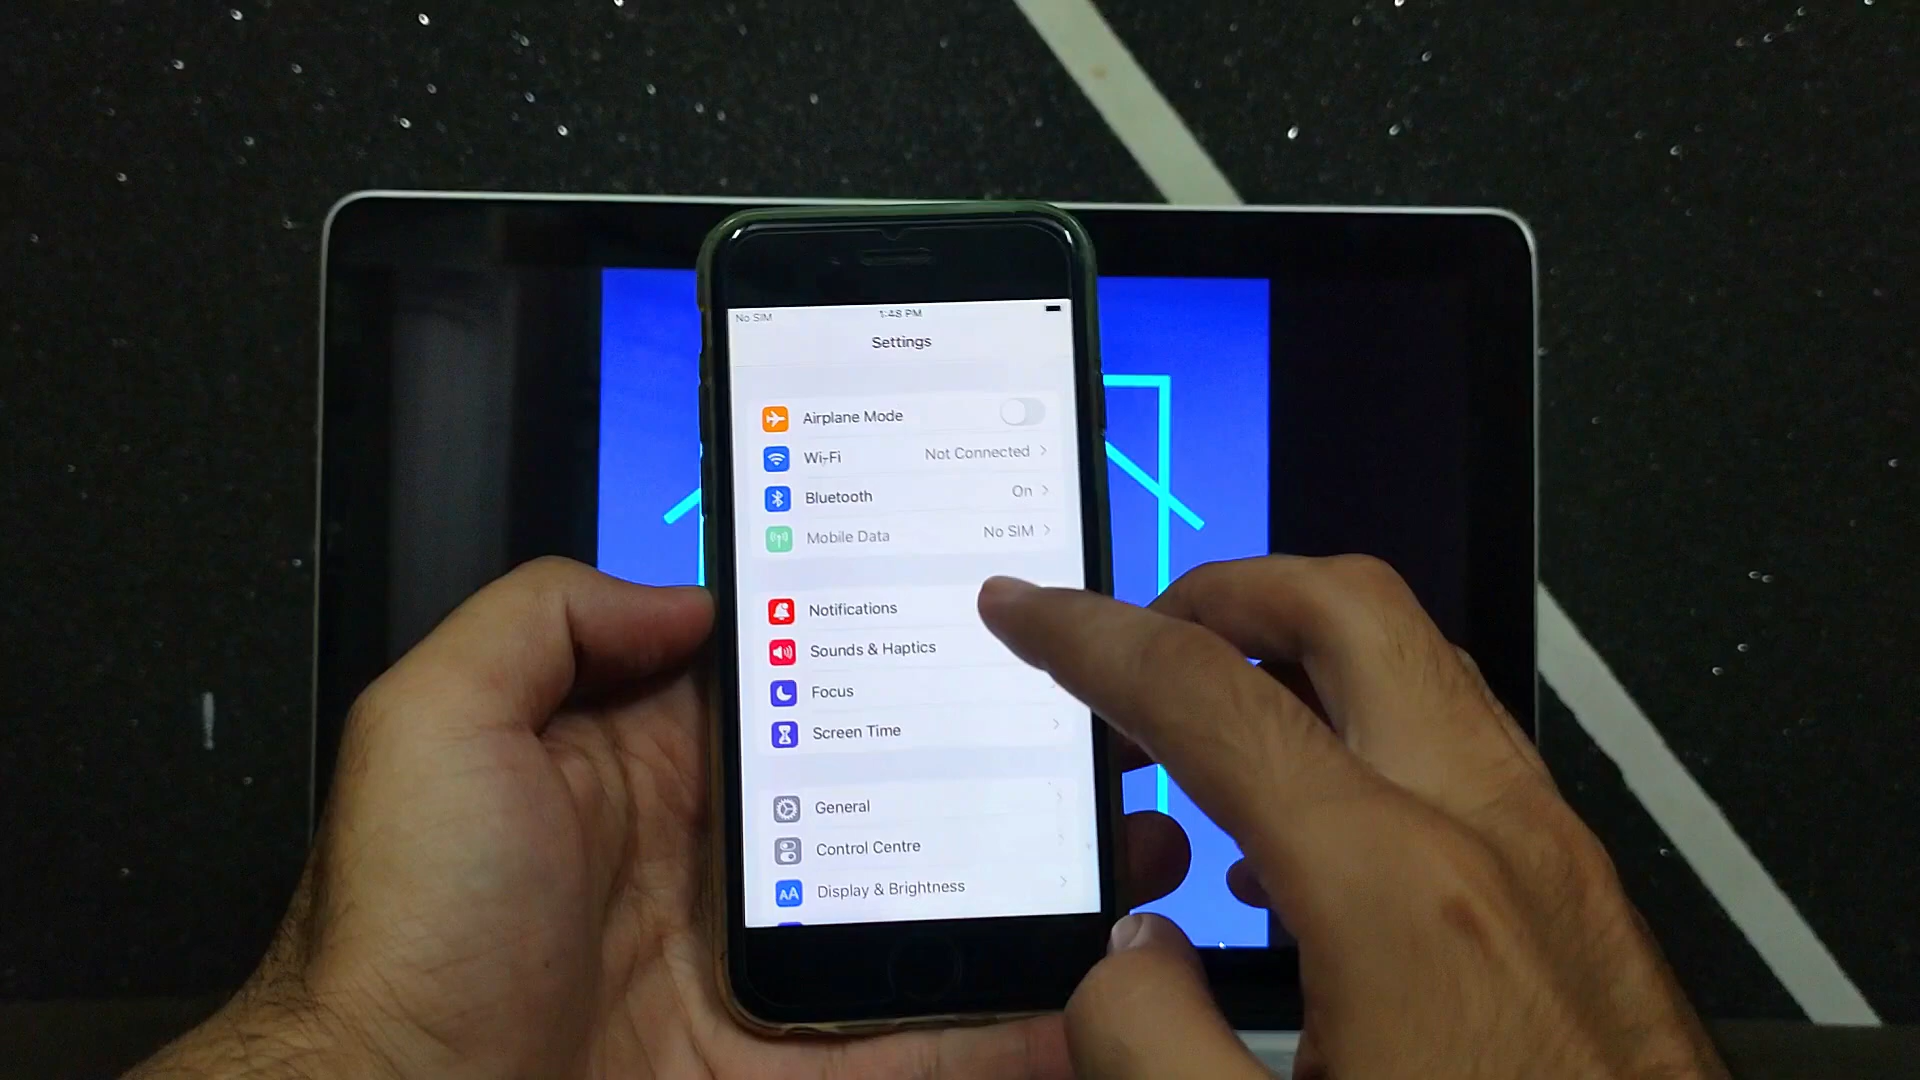 No SIM 1:48 PM
Settings
Airplane Mode
Wi-Fi Not Connected
Bluetooth On
Mobile Data No SIM
Notifications
Sounds & Haptics
Focus
Screen Time
General
Control Centre
AA Display & Brightness